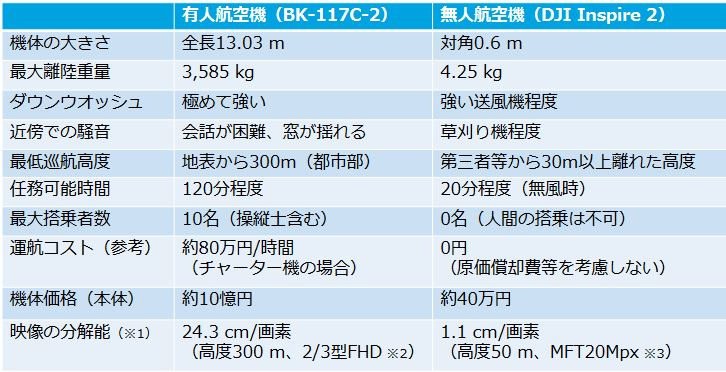 有人航空機（BK-117C-2） 無人航空機（DJI Inspire 2）
機体の大きさ 全長13.03 m 対角0.6 m
最大離陸重量 3,585 kg 4.25 kg
ダウンウオッシュ 極めて強い 強い送風機程度
近傍での騒音 会話が困難、窓が揺れる 草刈り機程度
最低巡航高度 地表から300m（都市部） 第三者等から30m以上離れた高度
任務可能時間 120分程度 20分程度（無風時）
最大搭乗者数 10名（操縦士含む） 0名（人間の搭乗は不可）
運航コスト（参考） 約80万円/時間 0円
（チャーター機の場合） （原価償却費等を考慮しない）
機体価格（本体） 約10憶円 約40万円
映像の分解能（※1） 24.3 cm/画素 1.1 cm/画素
（高度300 m、2/3型FHD ※2） （高度50 m、MFT20Mpx ※3）